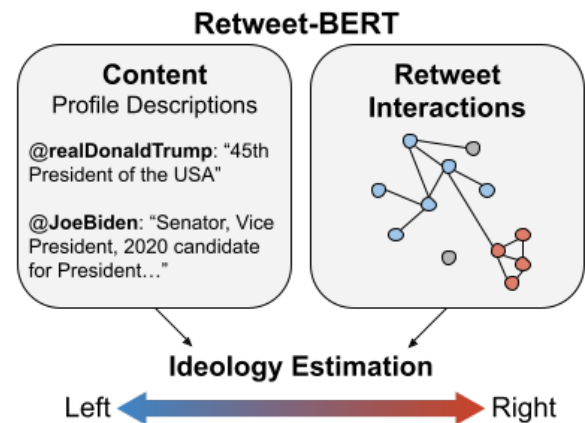 Retweet-BERT
Content
Profile Descriptions
@realDonaldTrump: “45th
President of the USA"
@JoeBiden: “Senator, Vice
President, 2020 candidate
for President…”
Retweet
Interactions
Ideology Estimation
Left
Right